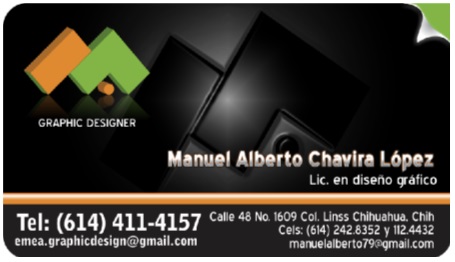 GRAPHIC DESIGNER
Manuel Alberto Chavira López
Lic. en diseño gráfico
Tel: (614) 411-4157
emea.graphicdesign@gmail.com
Calle 48 No. 1609 Col. Linss Chihuahua, Chih
Cels: (614) 242.8352 y 112.4432
manuelalberto79@gmail.com